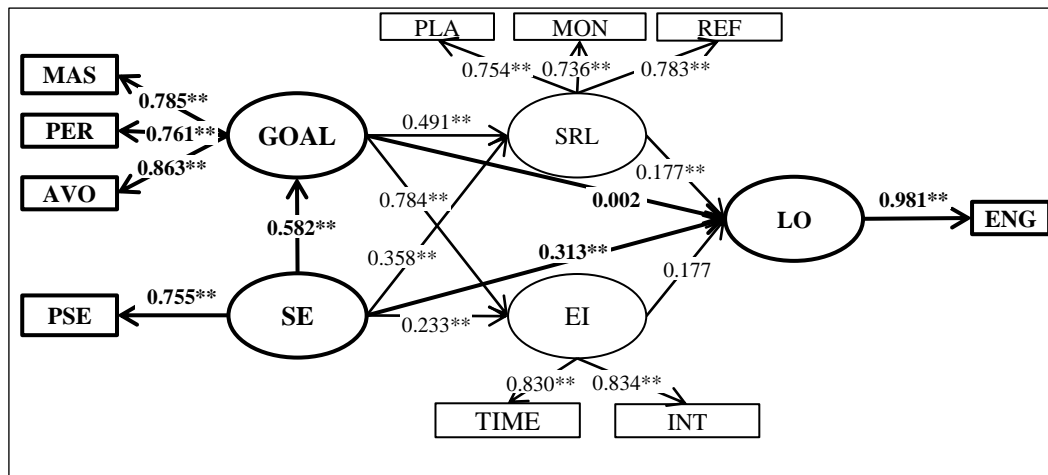 PLA
MON
REF
0.754**
0.736**
0.783**
MAS
0.785**
PER
0.761**
AVO
0.863**
GOAL
0.491**
SRL
0.177**
0.784**
0.002
0.582**
LO
0.981**
ENG
0.358**
0.313**
0.177
PSE
0.755**
SE
0.233**
EI
0.830**
0.834**
TIME
INT